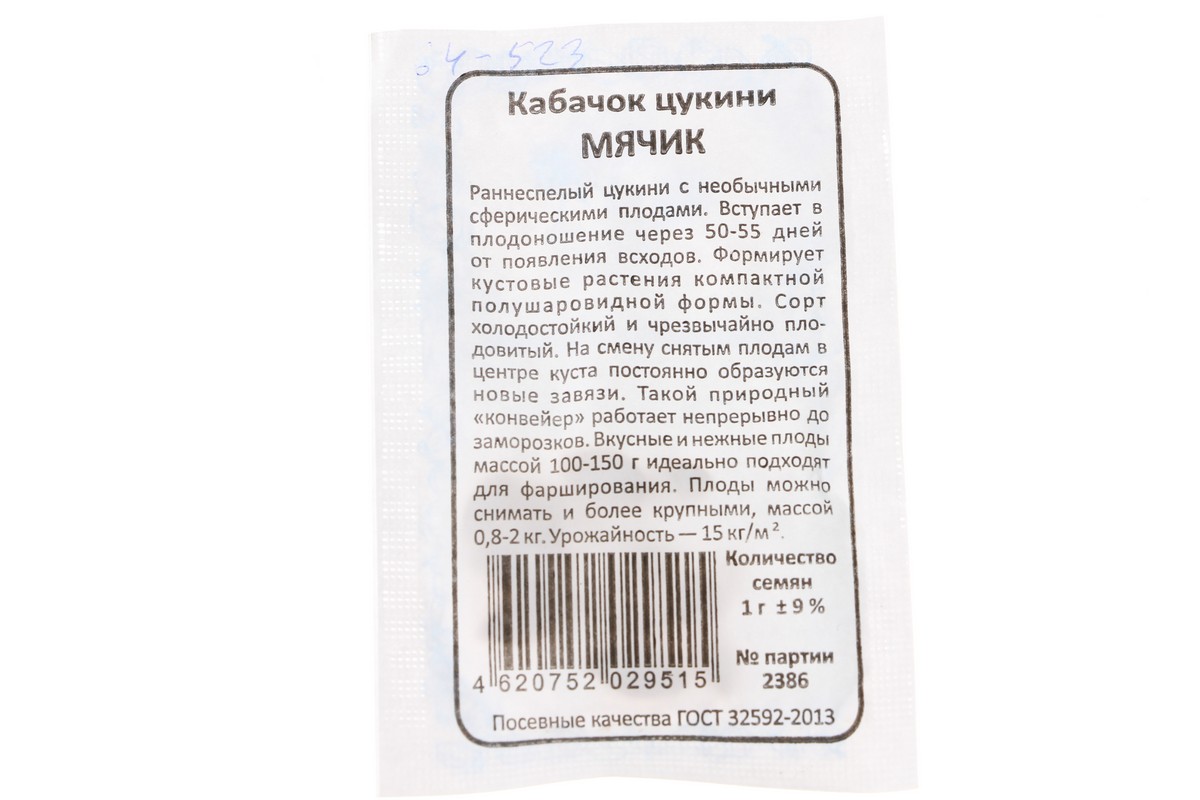 04-523
Кабачок цукини
МЯЧИК
Раннеспелый цукини с необычными
сферическими плодами. Вступает в
плодоношение через 50-55 дней
от появления всходов. Формирует
кустовые растения компактной
полушаровидной формы. Сорт
холодостойкий и чрезвычайно пло-
довитый. На смену снятым плодам в
центре куста постоянно образуются
новые завязи. Такой природный
«конвейер» работает непрерывно до
заморозков. Вкусные и нежные плоды
массой 100-150 г идеально подходят
для фарширования. Плоды можно
снимать и более крупными, массой
0,8-2 кг. Урожайность — 15 кг/м².
Количество
семян
1 г ± 9 %
№ партии
2386
4 620752 029515
Посевные качества ГОСТ 32592-2013